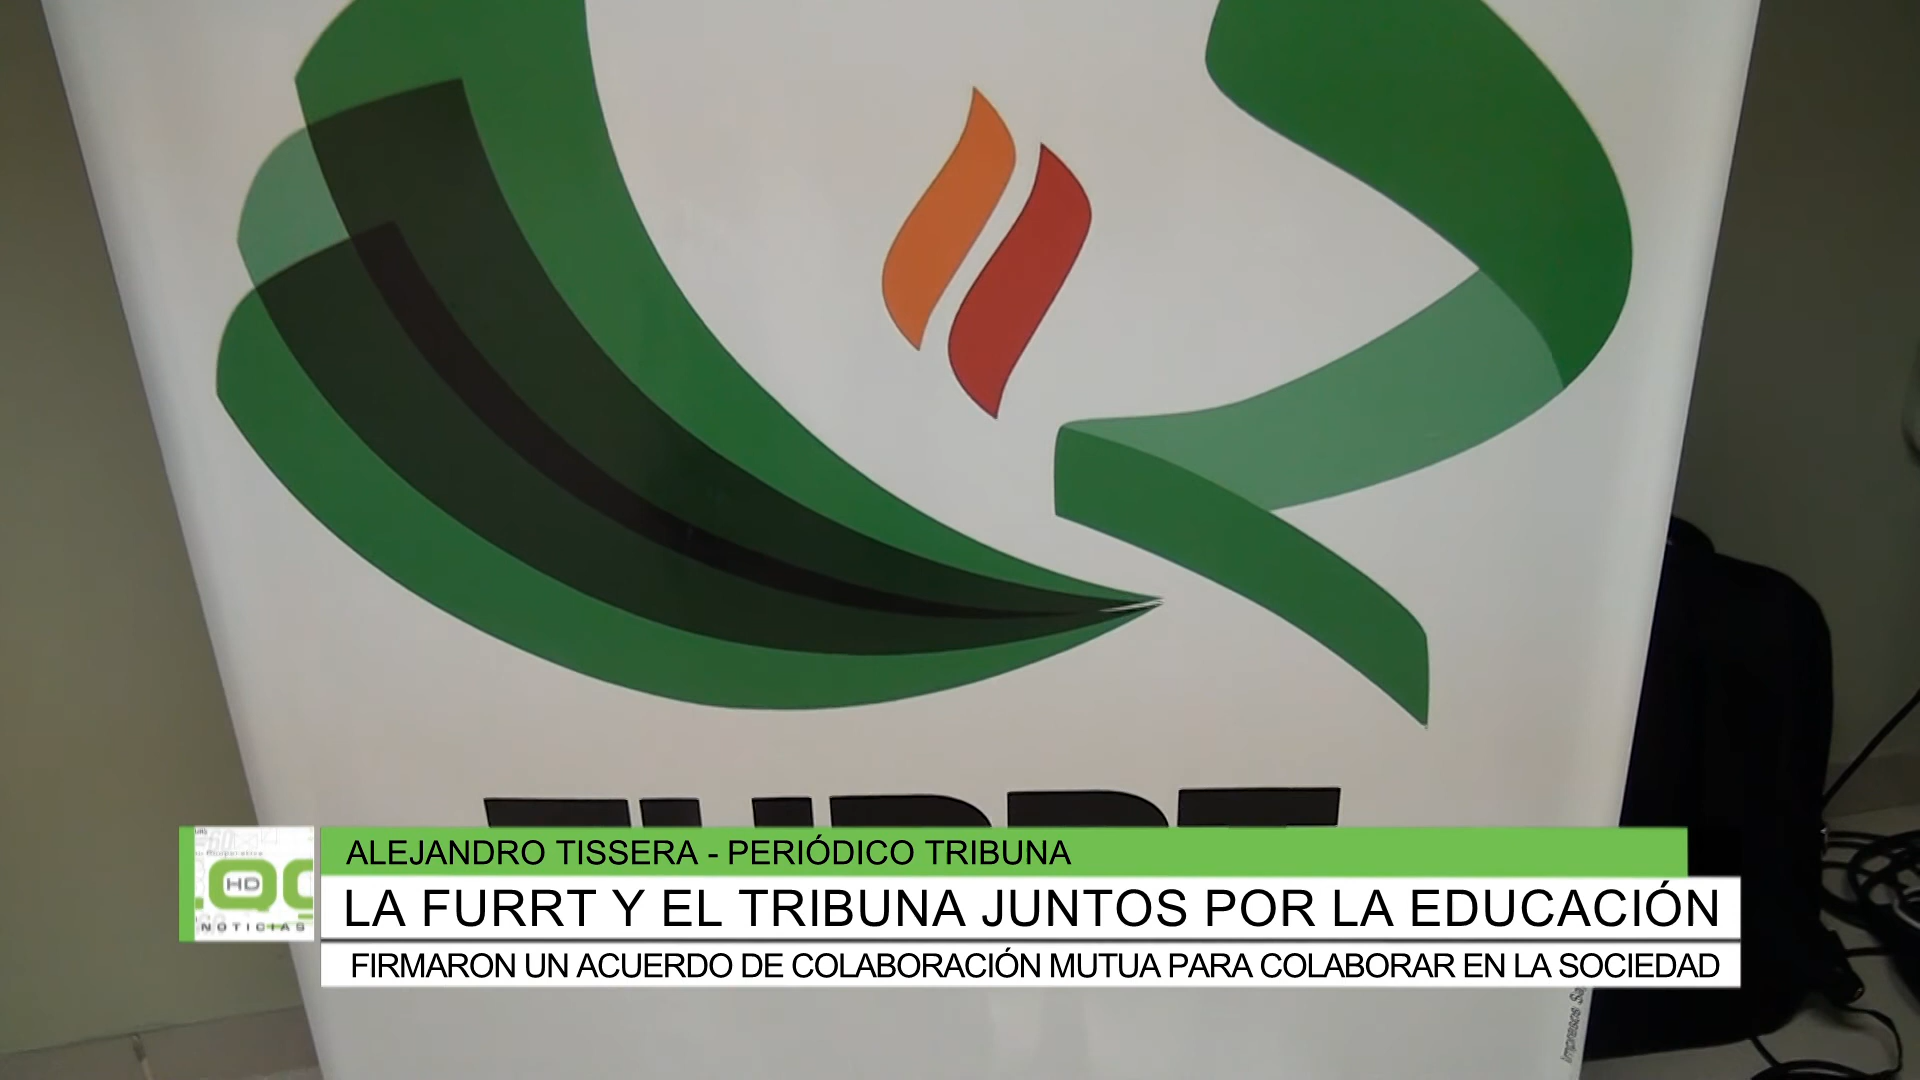 ALEJANDRO TISSERA - PERIÓDICO TRIBUNA
HD
NOTICIAS
LA FURRT Y EL TRIBUNA JUNTOS POR LA EDUCACIÓN
FIRMARON UN ACUERDO DE COLABORACIÓN MUTUA PARA COLABORAR EN LA SOCIEDAD